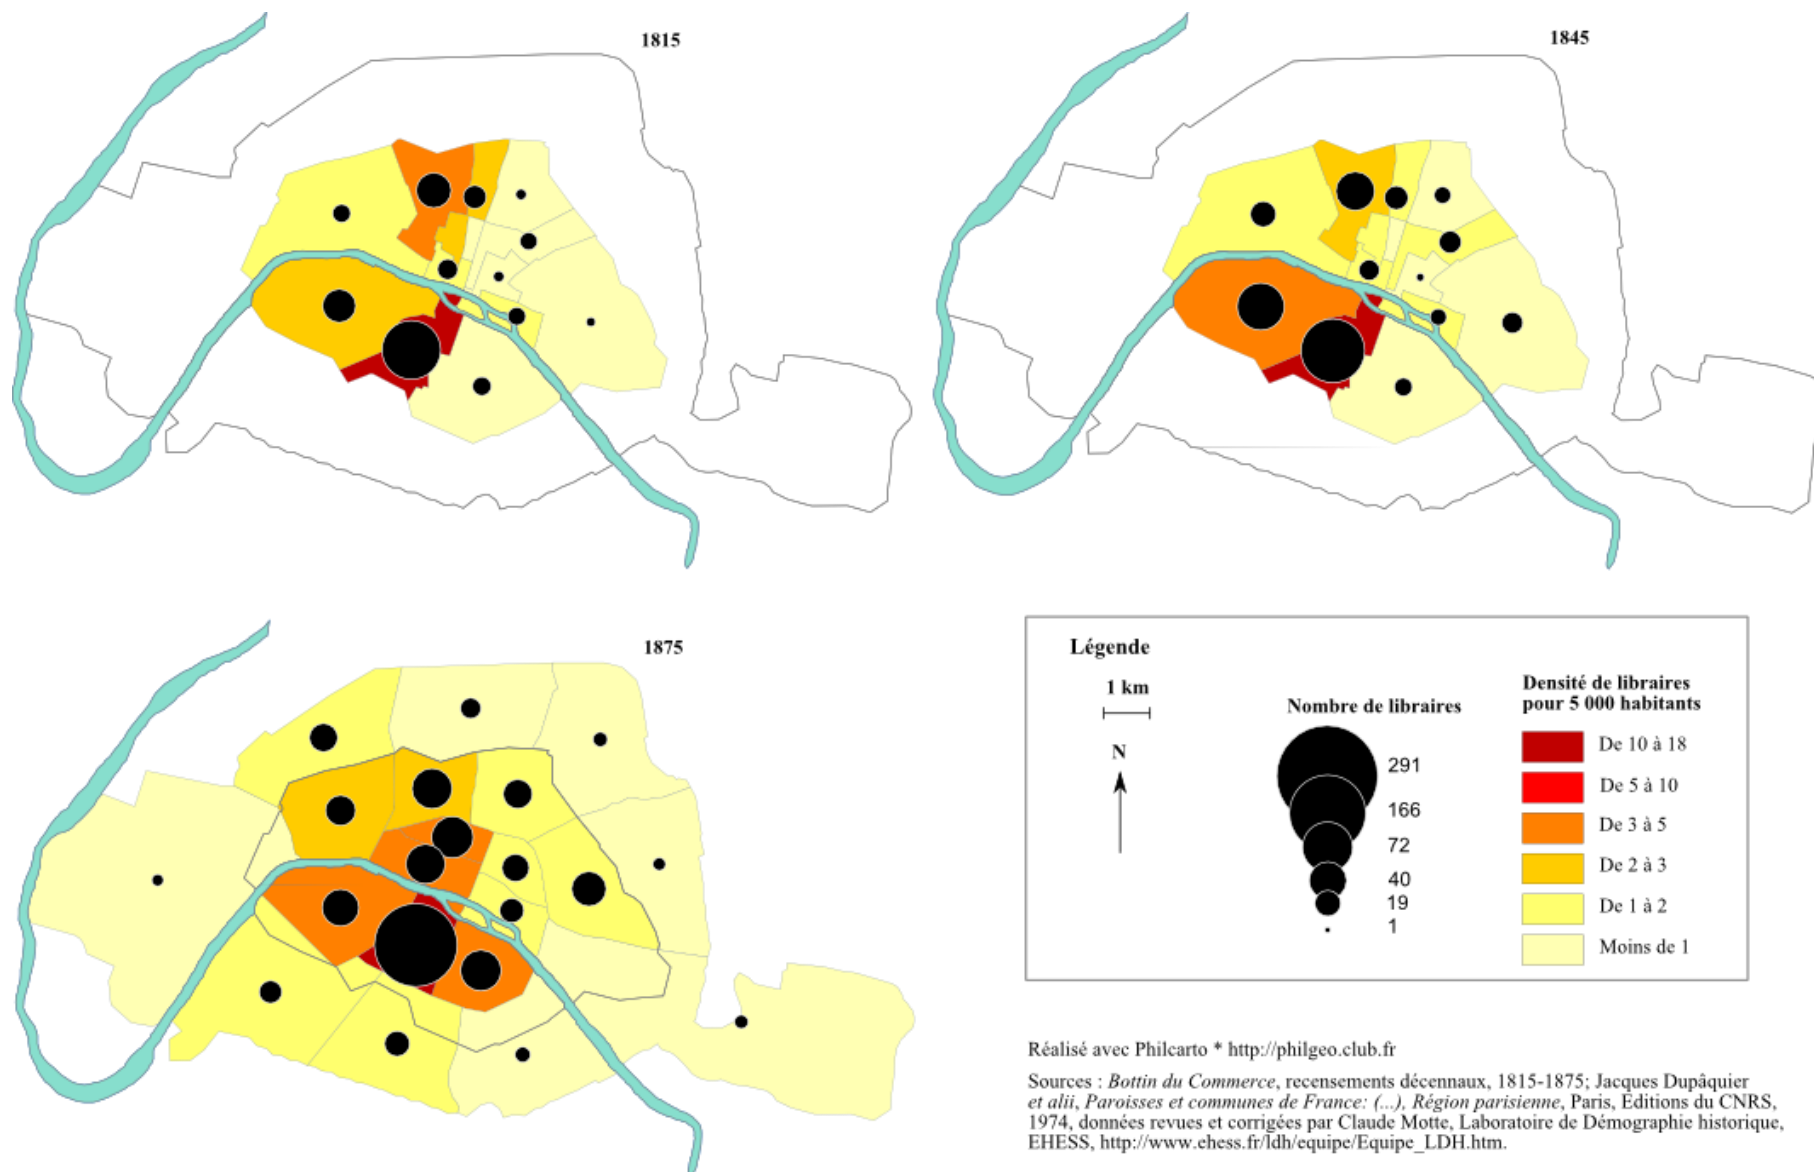 1815
1845
1875
Légende
1 km
N
Nombre de libraires
291
166
72
40
19
1
Densité de libraires
pour 5 000 habitants
De 10 à 18
De 5 à 10
De 3 à 5
De 2 à 3
De 1 à 2
Moins de 1
Réalisé avec Philcarto * http://philgeo.club.fr
Sources : Bottin du Commerce, recensements décennaux, 1815-1875; Jacques Dupâquier
et alii, Paroisses et communes de France: (...), Région parisienne, Paris, Éditions du CNRS,
1974, données revues et corrigées par Claude Motte, Laboratoire de Démographie historique,
EHESS, http://www.ehess.fr/ldh/equipe/Equipe_LDH.htm.